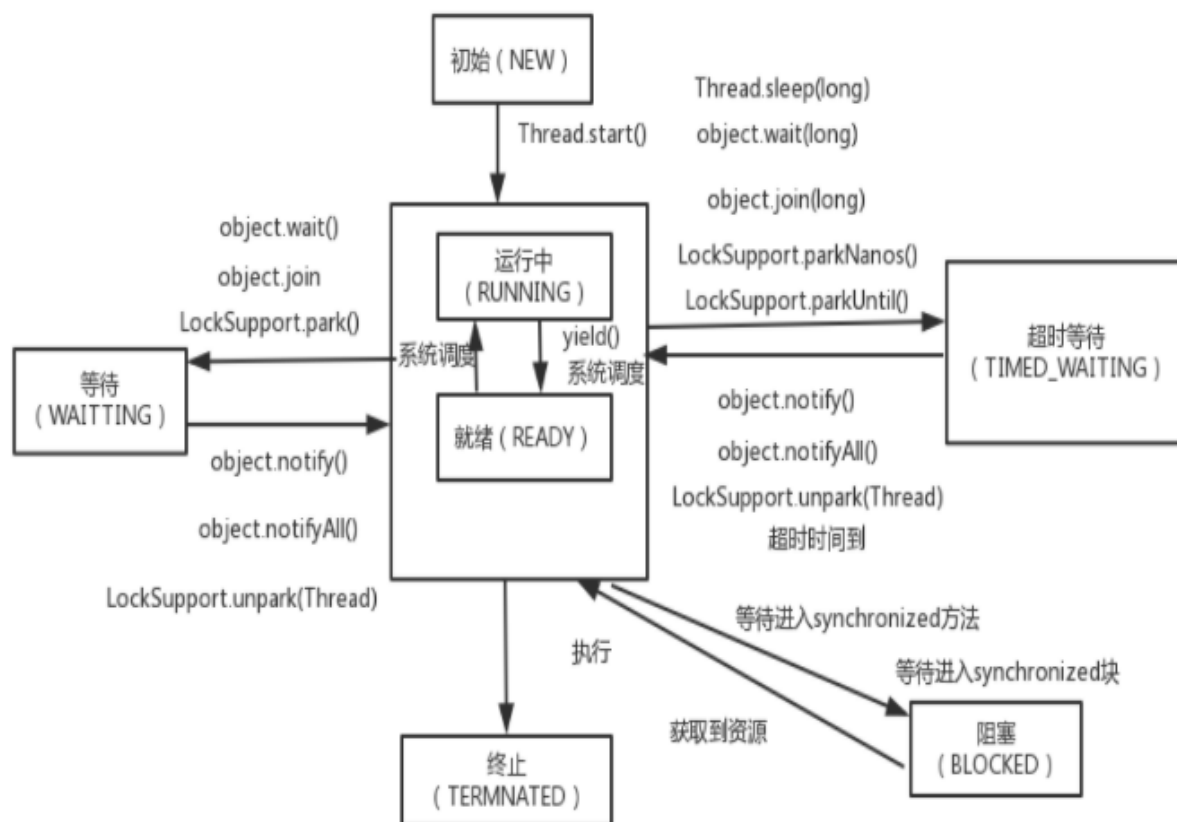 初始（NEW）
Thread.start()
Thread.sleep(long)
object.wait(long)
object.join(long)
LockSupport.parkNanos()
LockSupport.parkUntil()
object.wait()
object.join
LockSupport.park()
运行中
（RUNNING）
系统调度
yield()
系统调度
就绪（READY）
等待
（WAITTING）
object.notify()
object.notifyAll()
LockSupport.unpark(Thread)
超时等待
（TIMED_WAITING）
object.notify()
object.notifyAll()
LockSupport.unpark(Thread)
超时时间到
等待进入synchronized方法
等待进入synchronized块
执行
获取到资源
阻塞
（BLOCKED）
终止
（TERMNATED）